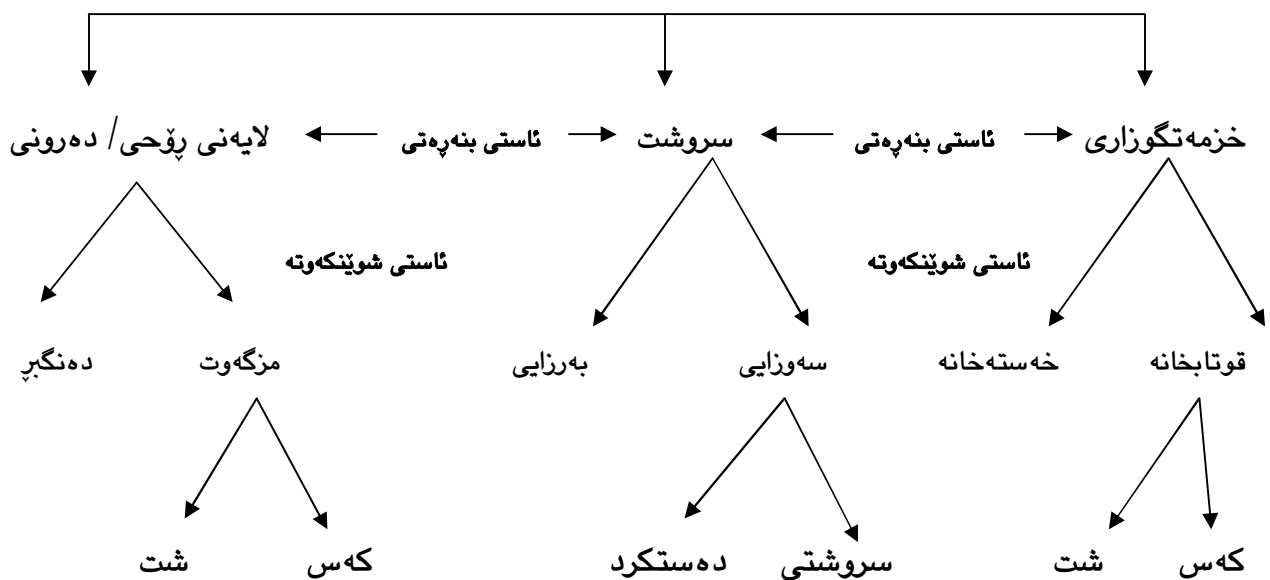 خزمەتگوزاری ئاستی بنەڕەتی سروشت ئاستی بنەڕەتی لایەنی ڕۆحی/ دەرونی
ئاستی شوێنکەوتە ئاستی شوێنکەوتە
قوتابخانە خەستەخانە سەوزایی بەرزایی مزگەوت دەنگبڕ
کەس شت سروشتی دەستکرد کەس شت